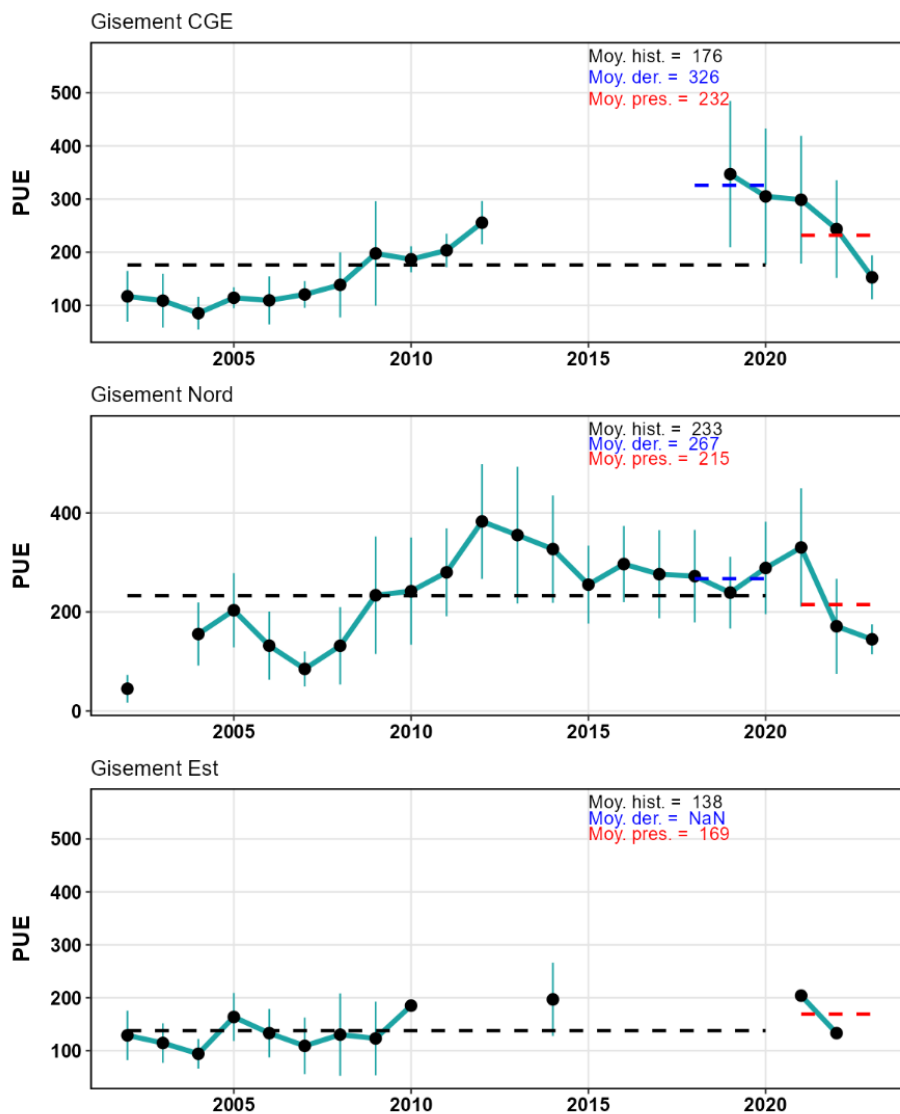 Gisement CGE
Moy. hist. = 176
Moy. der. = 326
Moy. pres. = 232
500
400
300
200
100
PUE
2005 2010 2015 2020
Gisement Nord
Moy. hist. = 233
Moy. der. = 267
Moy. pres. = 215
400
200
0
PUE
2005 2010 2015 2020
Gisement Est
Moy. hist. = 138
Moy. der. = NaN
Moy. pres. = 169
500
400
300
200
100
PUE
2005 2010 2015 2020